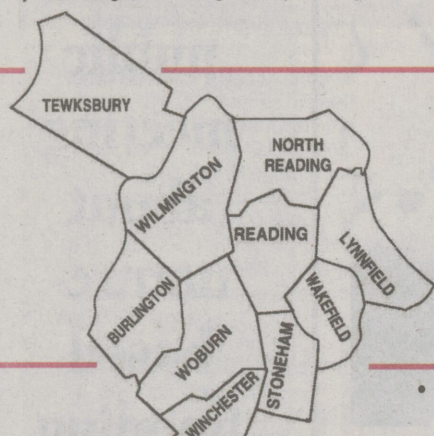 TEWKSBURY
NORTH
READING
WILMINGTON
READING
LYNNFIELD
BURLINGTON
WAKEFIELD
WOBURN
STONEHAM
WINCHESTER